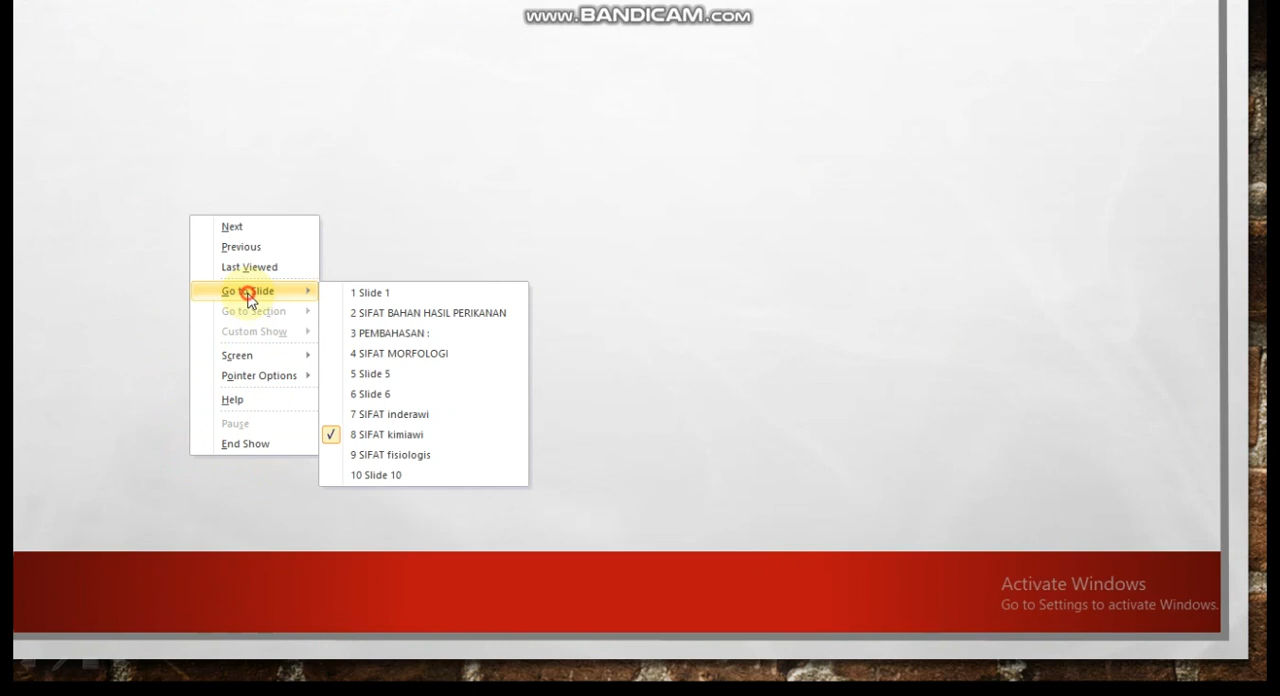 www.BANDICAM.com
Next
Previous
Last Viewed
Go to Slide
Go to Section
Custom Show
Screen
Pointer Options
Help
Pause
End Show
1 Slide 1
2 SIFAT BAHAN HASIL PERIKANAN
3 PEMBAHASAN :
4 SIFAT MORFOLOGI
5 Slide 5
6 Slide 6
7 SIFAT inderawi
8 SIFAT kimiawi
9 SIFAT fisiologis
10 Slide 10
Activate Windows
Go to Settings to activate Windows.